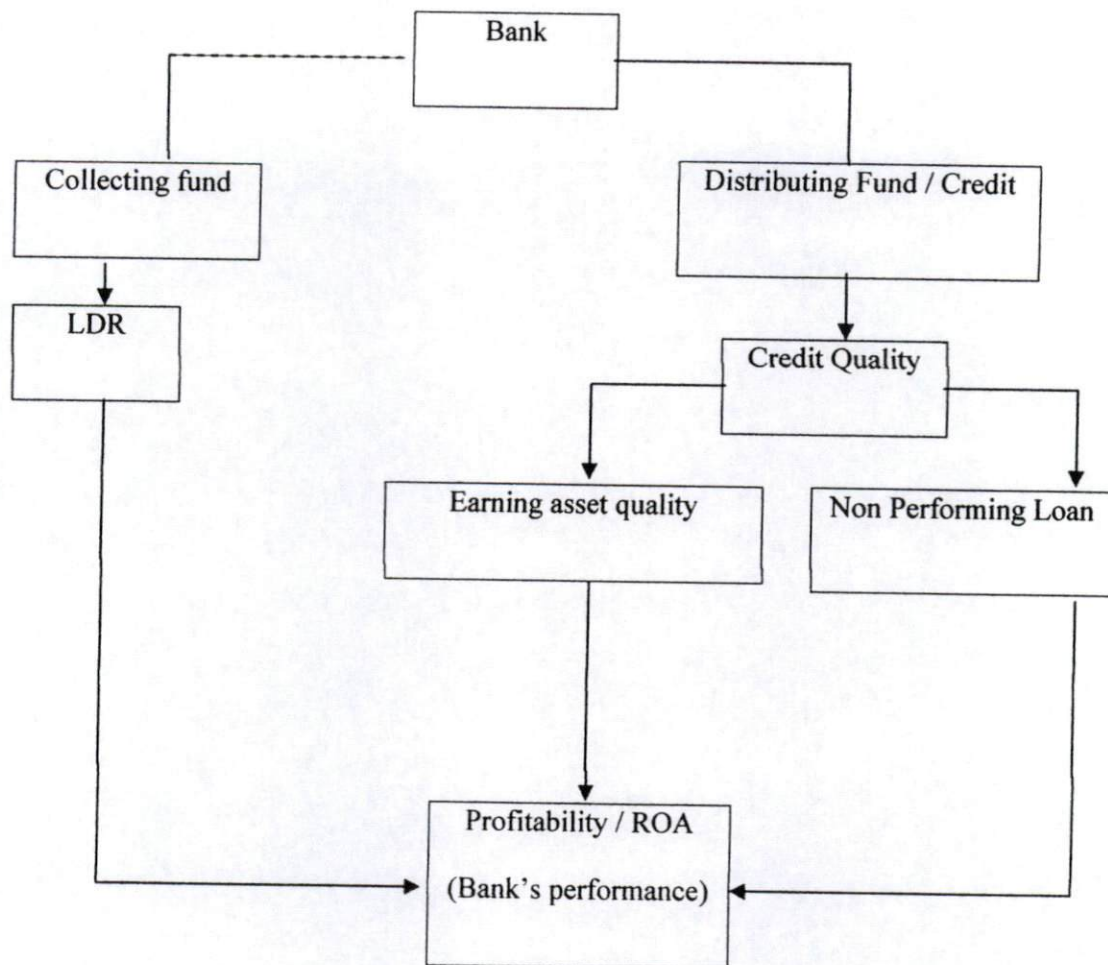 Bank
Collecting fund
Distributing Fund / Credit
LDR
Credit Quality
Earning asset quality
Non Performing Loan
Profitability / ROA
(Bank's performance)